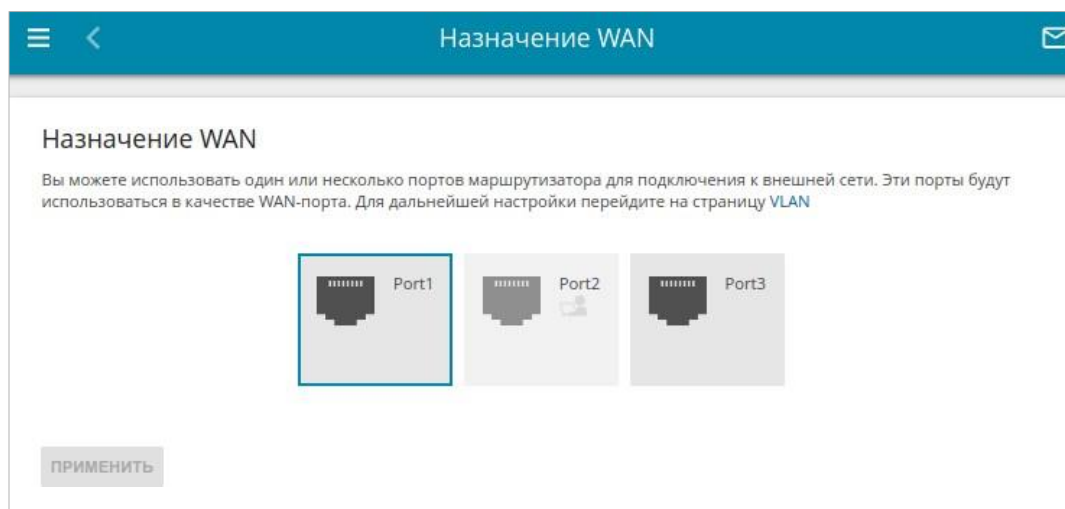 Назначение WAN
Назначение WAN
Вы можете использовать один или несколько портов маршрутизатора для подключения к внешней сети. Эти порты будут
использоваться в качестве WAN-порта. Для дальнейшей настройки перейдите на страницу VLAN
Port1 Port2 Port3
ПРИМЕНИТЬ